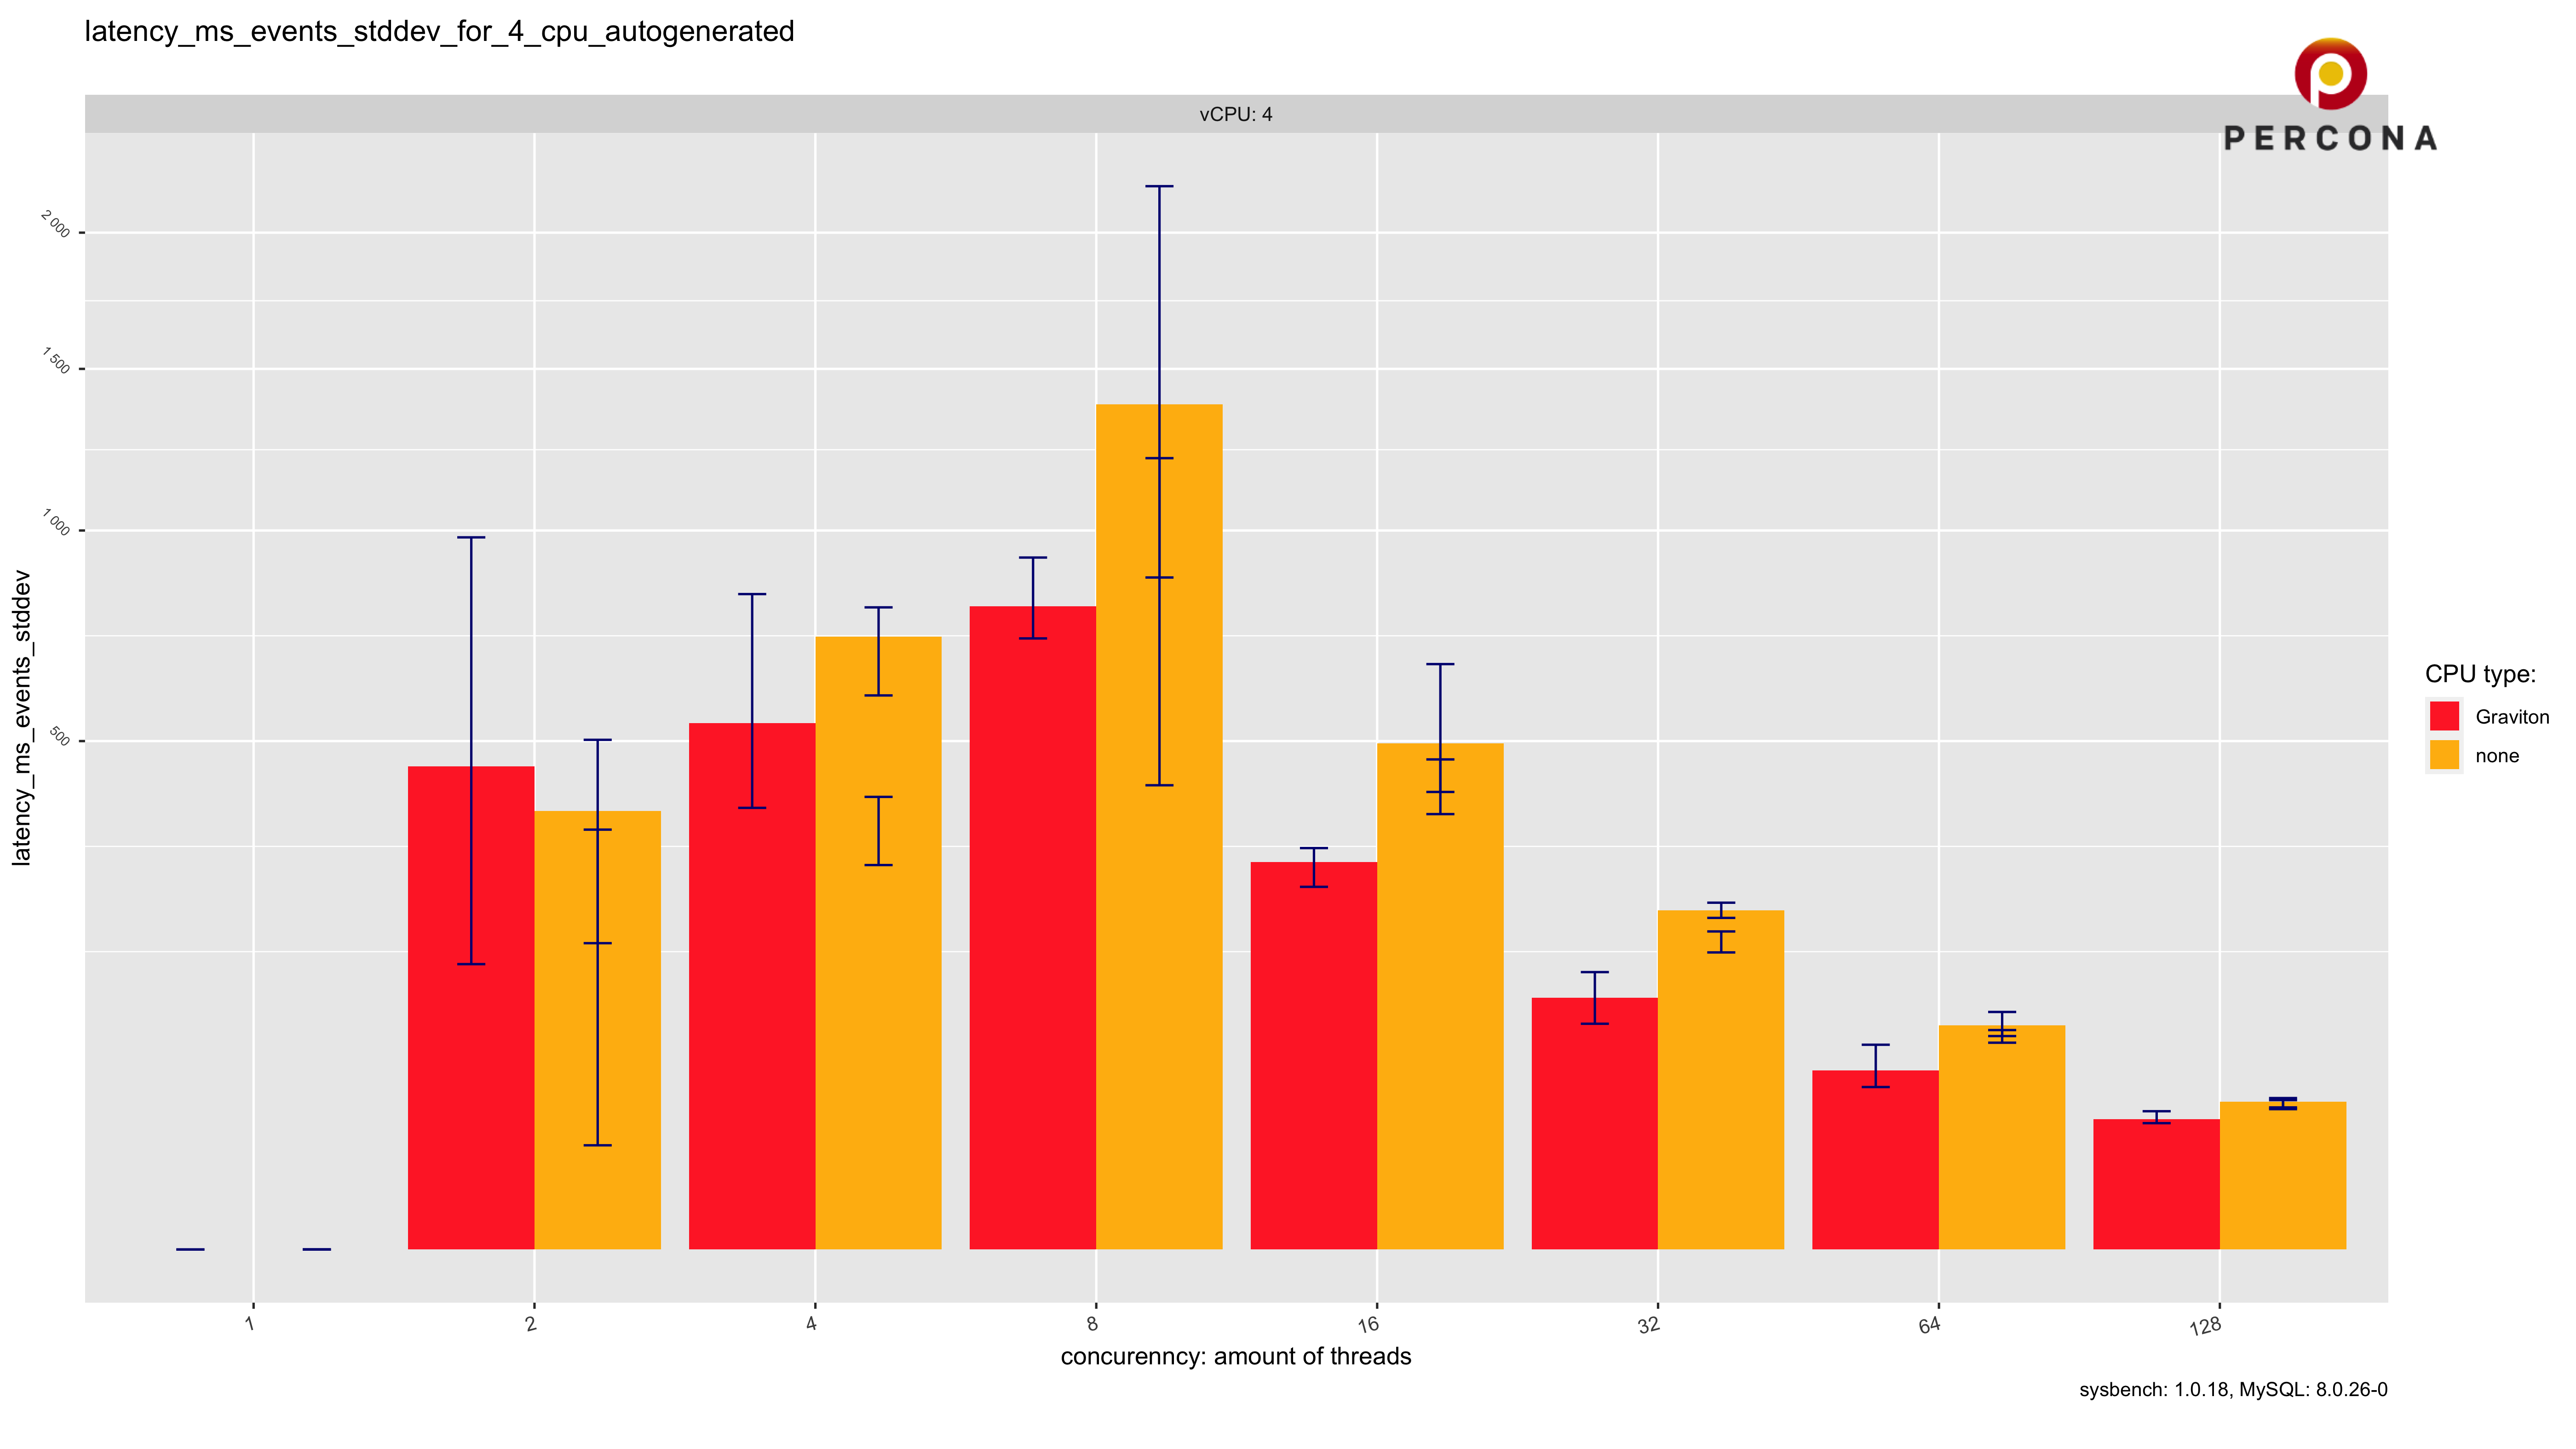 latency_ms_events_stddev_for_4_cpu_autogenerated
PERCONA
vCPU: 4
latency_ms_events_stddev
2 000
1 500
1 000
500
1
2
4
8
16
32
64
128
concurenncy: amount of threads
CPU type:
Graviton
none
sysbench: 1.0.18, MySQL: 8.0.26-0